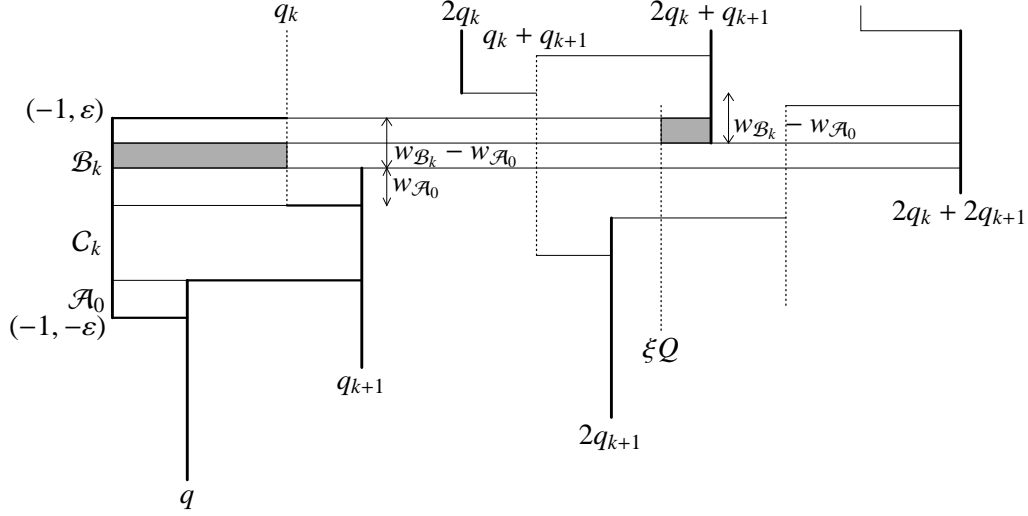 q_k
2q_k
q_k + q_{k+1}
2q_k + q_{k+1}
(−1, ε)
ℬ_k
w_{ℬ_k} − w_{𝒜_0}
w_{ℬ_k} − w_{𝒜_0}
w_{𝒜_0}
2q_k + 2q_{k+1}
𝒞_k
𝒜_0
(−1, −ε)
ξQ
q_{k+1}
2q_{k+1}
q